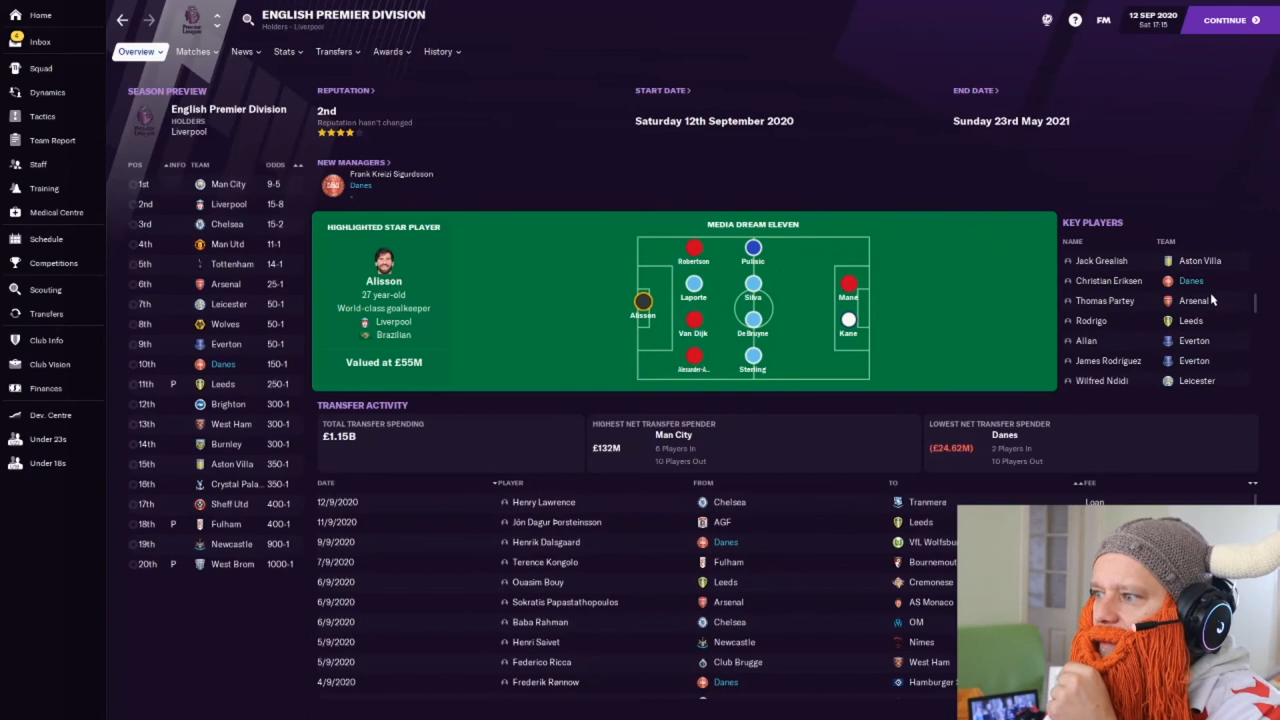 Home
Inbox
4
Squad
Dynamics
Tactics
Team Report
Staff
Training
Medical Centre
Schedule
Competitions
Scouting
Transfers
Club Info
Club Vision
Finances
Dev. Centre
Under 23s
Under 18s
ENGLISH PREMIER DIVISION
Holders - Liverpool
FM
12 SEP 2020
Sat 17:15
CONTINUE
Overview
Matches
News
Stats
Transfers
Awards
History
SEASON PREVIEW
English Premier Division
HOLDERS
Liverpool
POS INFO TEAM ODDS
1st Man City 9-5
2nd Liverpool 15-8
3rd Chelsea 15-2
4th Man Utd 11-1
5th Tottenham 14-1
6th Arsenal 25-1
7th Leicester 50-1
8th Wolves 50-1
9th Everton 50-1
10th Danes 150-1
11th P Leeds 250-1
12th Brighton 300-1
13th West Ham 300-1
14th Burnley 300-1
15th Aston Villa 350-1
16th Crystal Pala... 350-1
17th Sheff Utd 400-1
18th P Fulham 400-1
19th Newcastle 900-1
20th P West Brom 1000-1
REPUTATION >
2nd
Reputation hasn't changed
START DATE >
Saturday 12th September 2020
END DATE >
Sunday 23rd May 2021
NEW MANAGERS >
Frank Kreizi Sigurdsson
Danes
-
HIGHLIGHTED STAR PLAYER
Alisson
27 year-old
World-class goalkeeper
Liverpool
Brazilian
Valued at £55M
MEDIA DREAM ELEVEN
Robertson
Pulisic
Laporte
Silva
Mane
Alisson
Van Dijk
De Bruyne
Kane
Alexander-A...
Sterling
KEY PLAYERS
NAME TEAM
Jack Grealish Aston Villa
Christian Eriksen Danes
Thomas Partey Arsenal
Rodrigo Leeds
Allan Everton
James Rodríguez Everton
Wilfred Ndidi Leicester
TRANSFER ACTIVITY
TOTAL TRANSFER SPENDING
£1.15B
HIGHEST NET TRANSFER SPENDER
£132M
Man City
6 Players In
10 Players Out
LOWEST NET TRANSFER SPENDER
(£24.62M)
Danes
2 Players In
10 Players Out
DATE PLAYER FROM TO FEE
12/9/2020 Henry Lawrence Chelsea Tranmere Loan
11/9/2020 Jón Dagur Þorsteinsson AGF Leeds
9/9/2020 Henrik Dalsgaard Danes VfL Wolfsbu
7/9/2020 Terence Kongolo Fulham Bournemout
6/9/2020 Ouasim Bouy Leeds Cremonese
6/9/2020 Sokratis Papastathopoulos Arsenal AS Monaco
6/9/2020 Baba Rahman Chelsea OM
5/9/2020 Henri Saivet Newcastle Nîmes
5/9/2020 Federico Ricca Club Brugge West Ham
4/9/2020 Frederik Rønnow Danes Hamburger